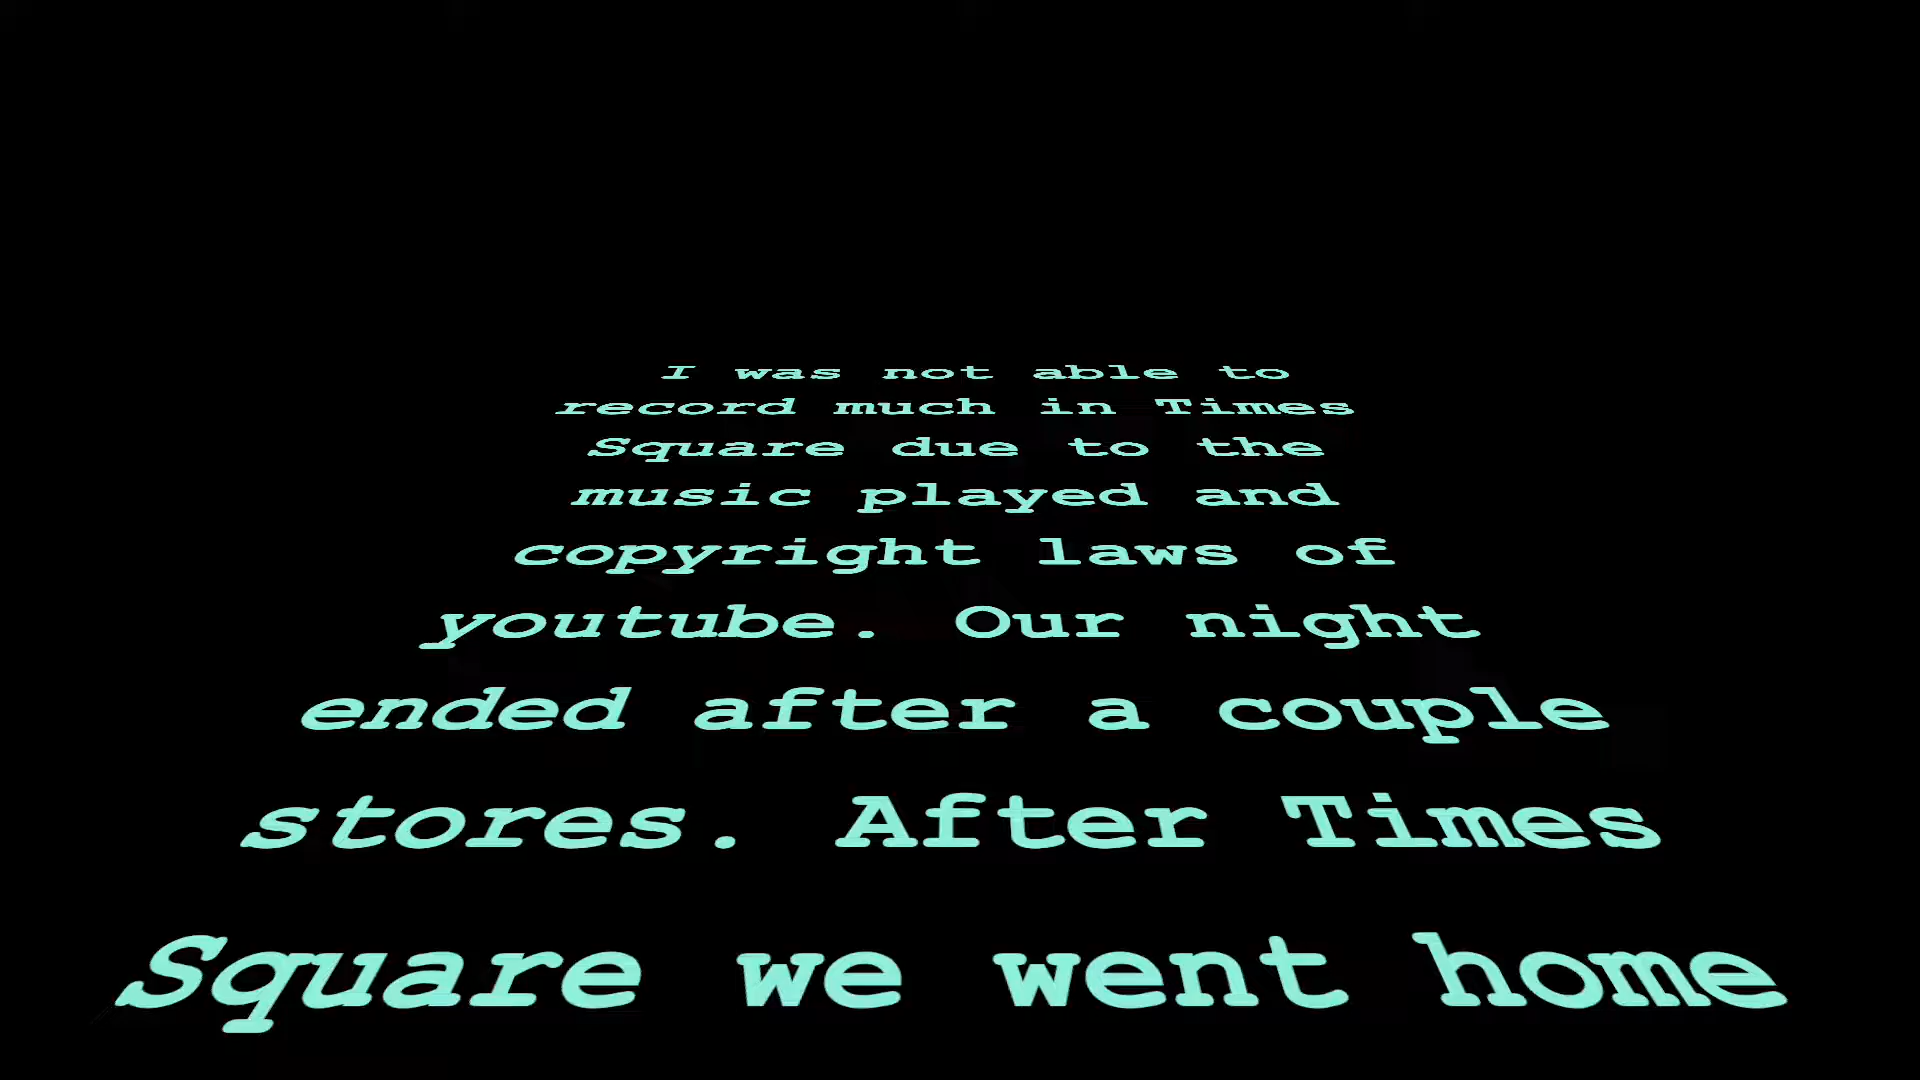 I was not able to
record much in Times
Square due to the
music played and
copyright laws of
youtube. Our night
ended after a couple
stores. After Times
Square we went home